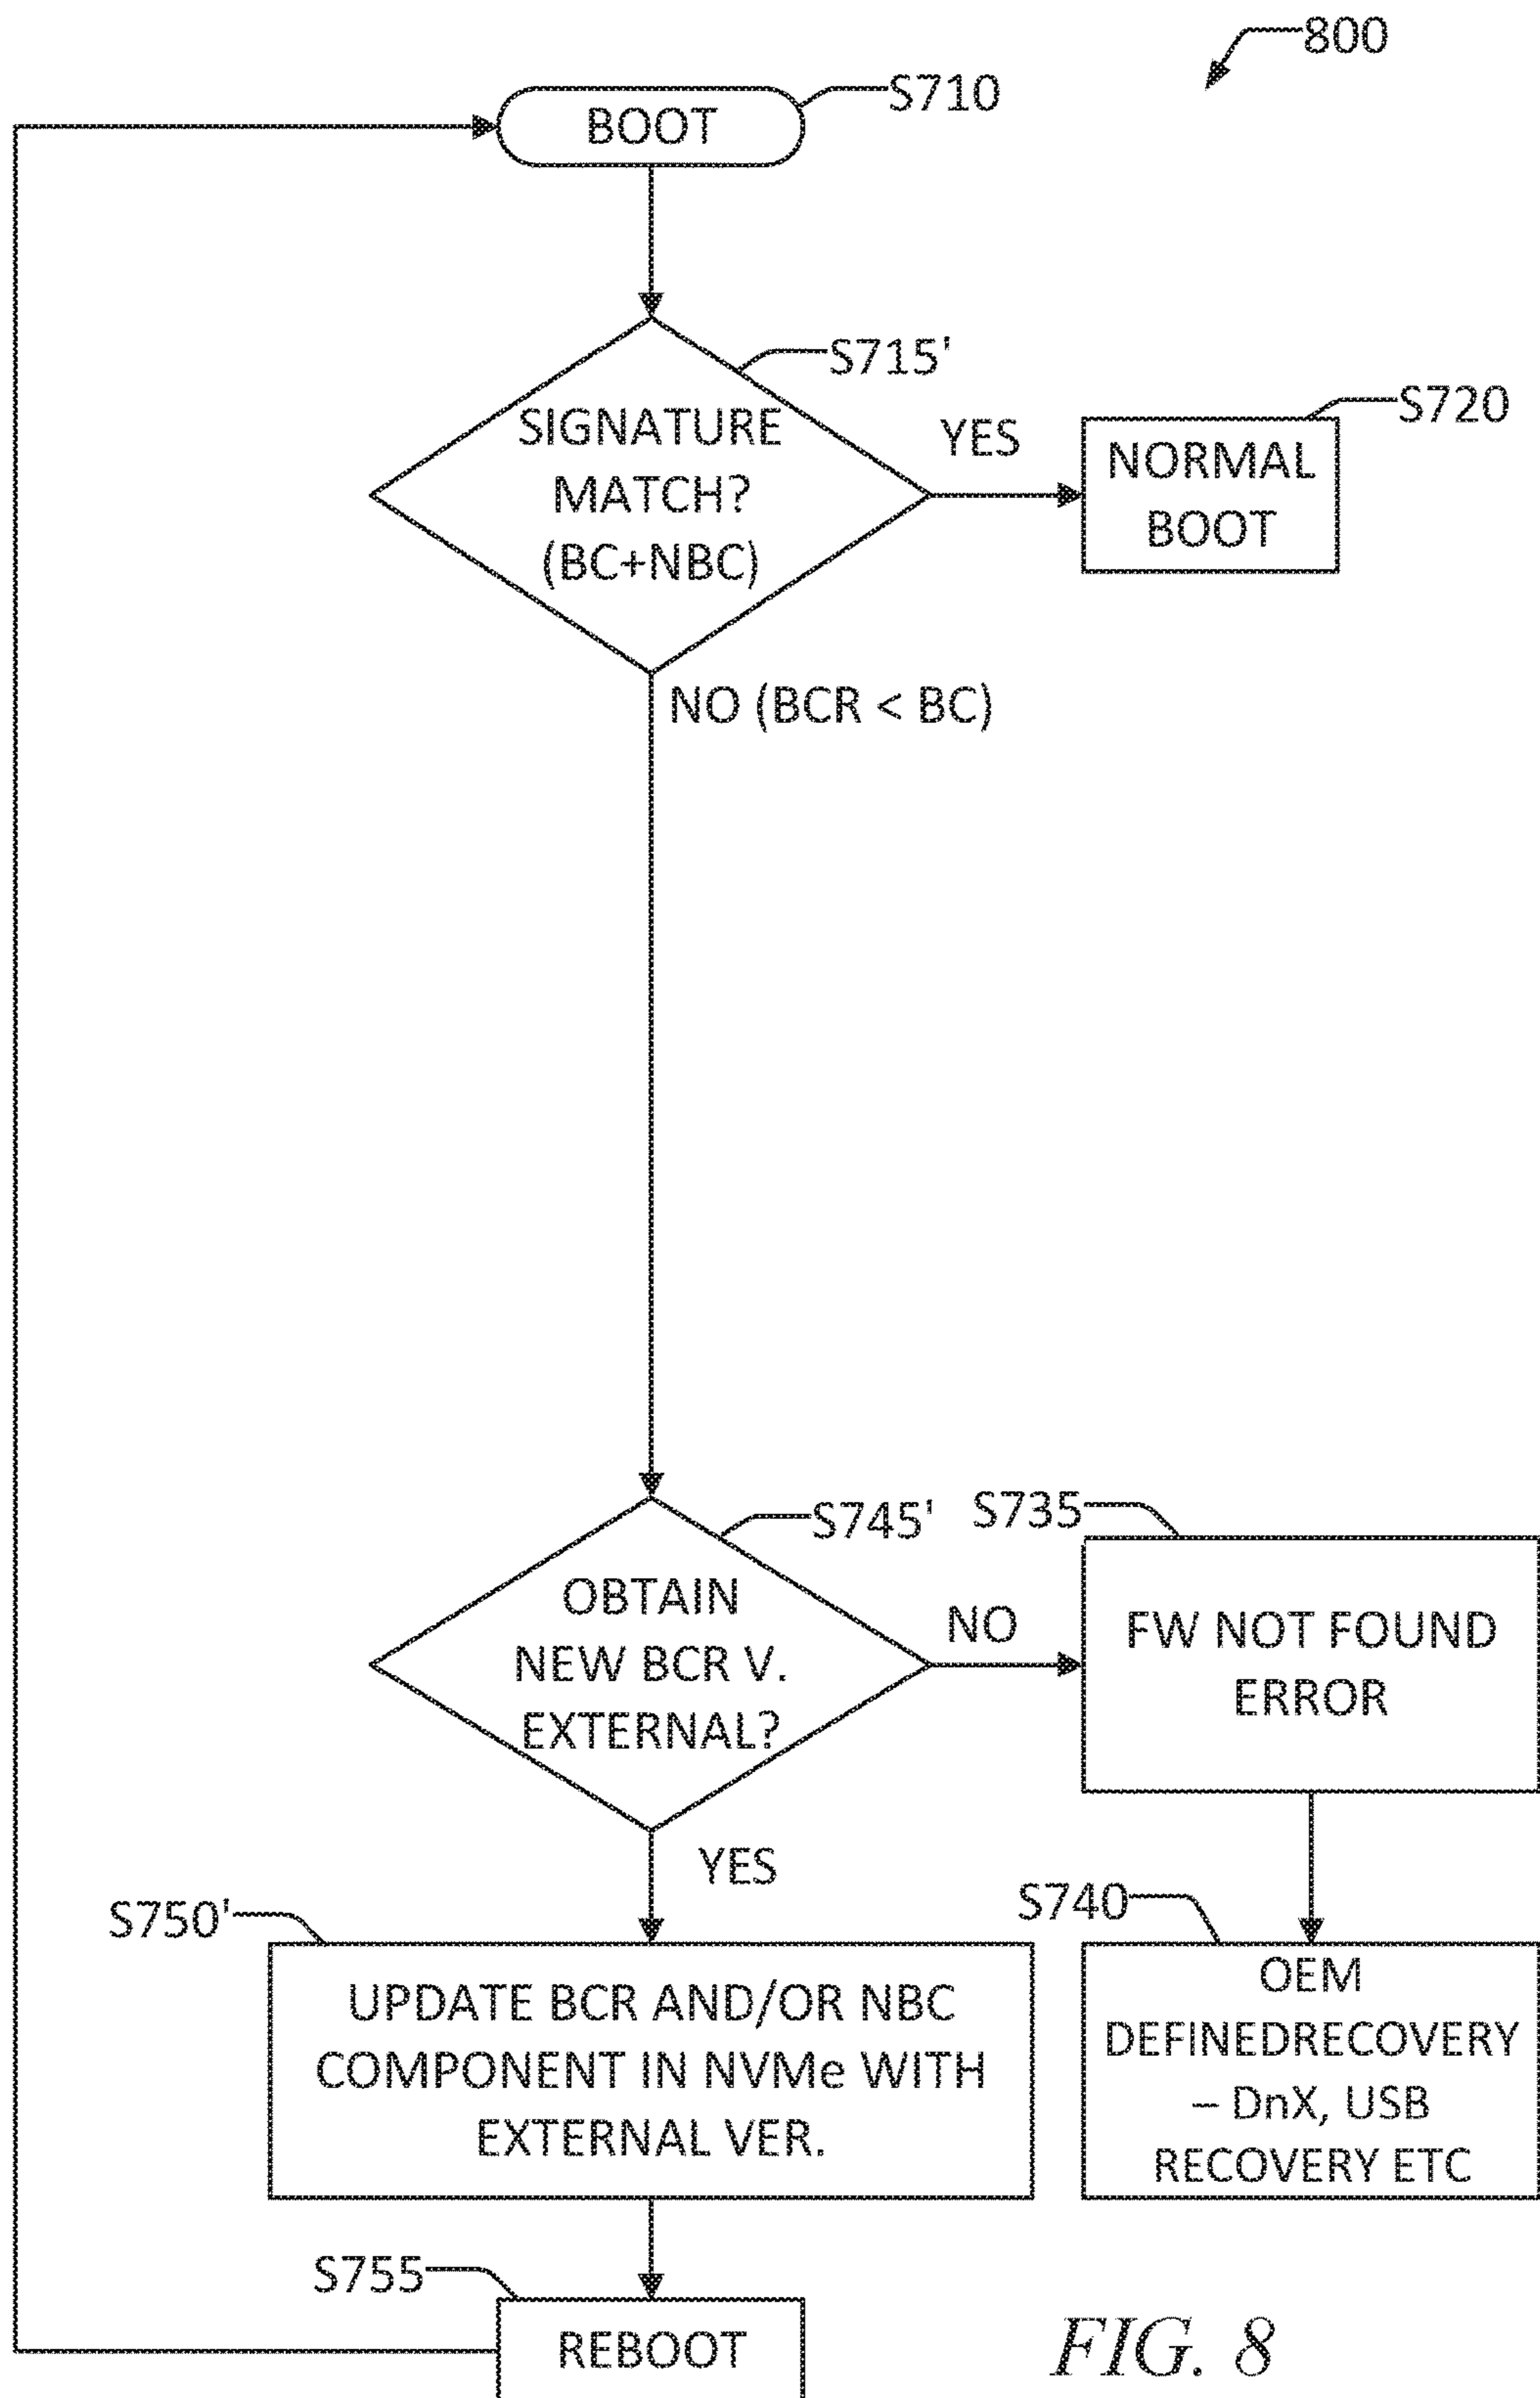 800
BOOT
S710
SIGNATURE
MATCH?
(BC+NBC)
S715'
YES
NORMAL
BOOT
S720
NO (BCR < BC)
OBTAIN
NEW BCR V.
EXTERNAL?
S745'
NO
S735
FW NOT FOUND
ERROR
YES
S750'
UPDATE BCR AND/OR NBC
COMPONENT IN NVMe WITH
EXTERNAL VER.
S740
OEM
DEFINEDRECOVERY
– DnX, USB
RECOVERY ETC
S755
REBOOT
FIG. 8